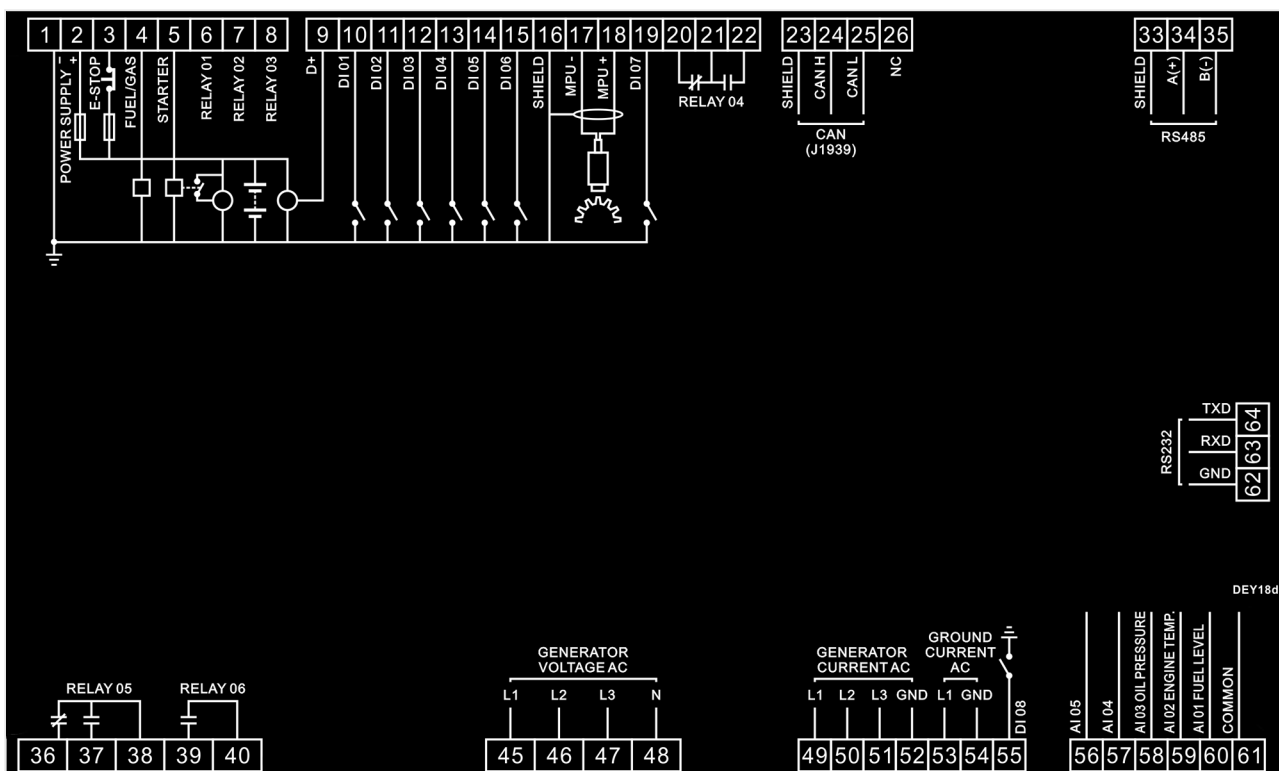 1 2 3 4 5 6 7 8 9 10 11 12 13 14 15 16 17 18 19 20 21 22 23 24 25 26 33 34 35
POWER SUPPLY - +
E-STOP
FUEL/GAS
STARTER
RELAY 01
RELAY 02
RELAY 03
D+
DI 01
DI 02
DI 03
DI 04
DI 05
DI 06
SHIELD
MPU -
MPU +
DI 07
RELAY 04
SHIELD
CAN H
CAN L
NC
CAN
(J1939)
SHIELD
A(+)
B(-)
RS485
RS232
TXD 64
RXD 63
GND 62
DEY18d
RELAY 05
RELAY 06
GENERATOR
VOLTAGE AC
L1 L2 L3 N
GENERATOR
CURRENT AC
L1 L2 L3 GND
GROUND
CURRENT
AC
L1 GND
DI 08
AI 05
AI 04
AI 03 OIL PRESSURE
AI 02 ENGINE TEMP.
AI 01 FUEL LEVEL
COMMON
36 37 38 39 40 45 46 47 48 49 50 51 52 53 54 55 56 57 58 59 60 61